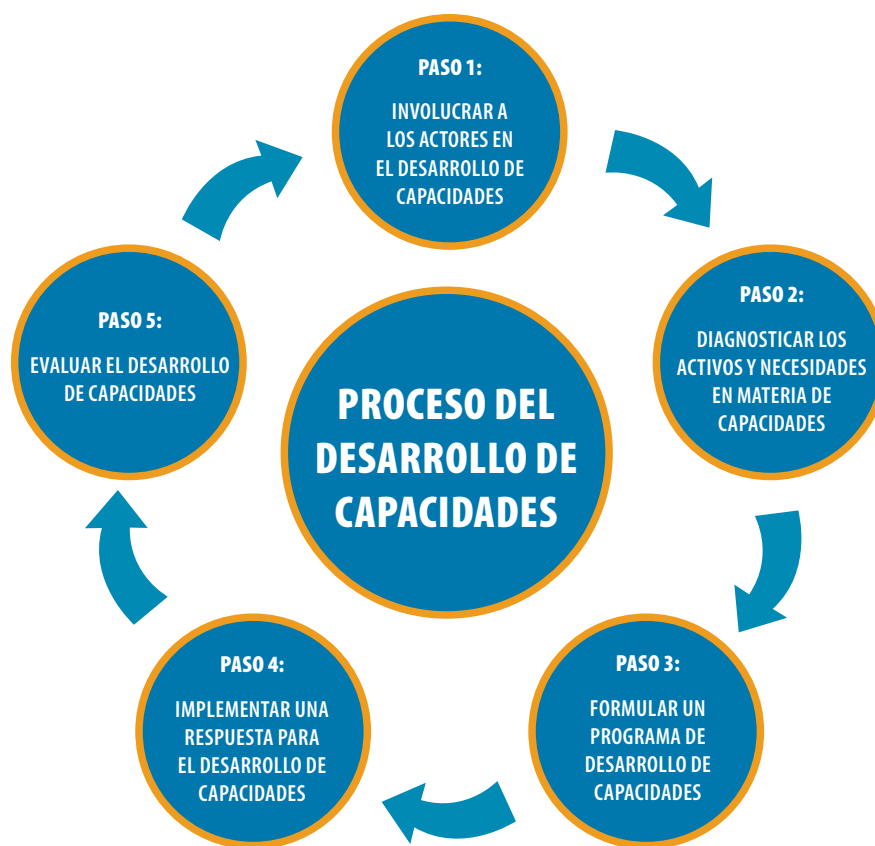 PASO 1:
INVOLUCRAR A
LOS ACTORES EN
EL DESARROLLO DE
CAPACIDADES
PASO 2:
DIAGNOSTICAR LOS
ACTIVOS Y NECESIDADES
EN MATERIA DE
CAPACIDADES
PASO 3:
FORMULAR UN
PROGRAMA DE
DESARROLLO DE
CAPACIDADES
PASO 4:
IMPLEMENTAR UNA
RESPUESTA PARA
EL DESARROLLO DE
CAPACIDADES
PASO 5:
EVALUAR EL DESARROLLO
DE CAPACIDADES
PROCESO DEL
DESARROLLO DE
CAPACIDADES